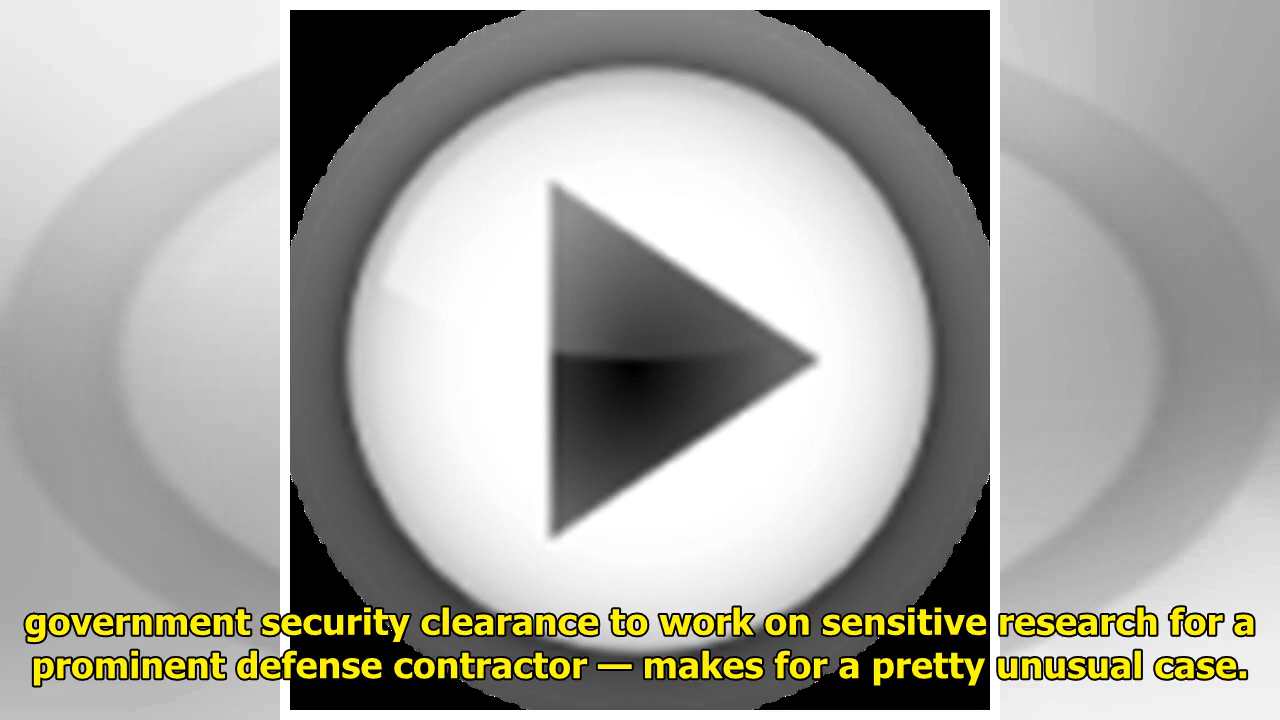 government security clearance to work on sensitive research for a
prominent defense contractor — makes for a pretty unusual case.